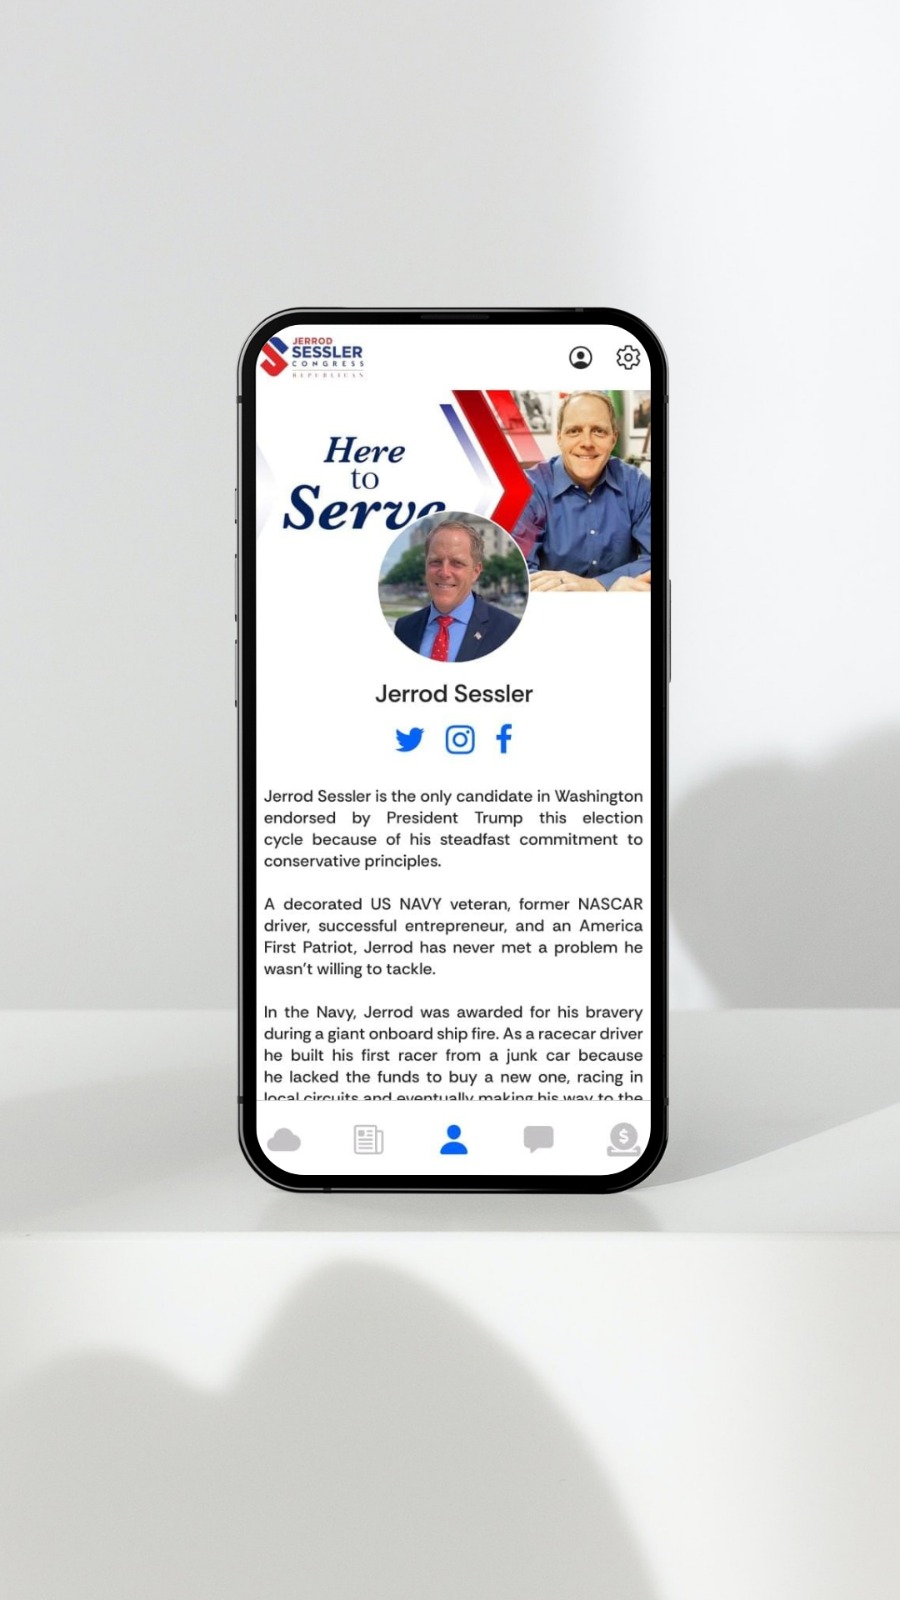 JERROD
SESSLER
CONGRESS
REPUBLICAN
Here
to
Serve
Jerrod Sessler
Jerrod Sessler is the only candidate in Washington
endorsed by President Trump this election
cycle because of his steadfast commitment to
conservative principles.
A decorated US NAVY veteran, former NASCAR
driver, successful entrepreneur, and an America
First Patriot, Jerrod has never met a problem he
wasn't willing to tackle.
In the Navy, Jerrod was awarded for his bravery
during a giant onboard ship fire. As a racecar driver
he built his first racer from a junk car because
he lacked the funds to buy a new one, racing in
local circuits and eventually making his way to the
$